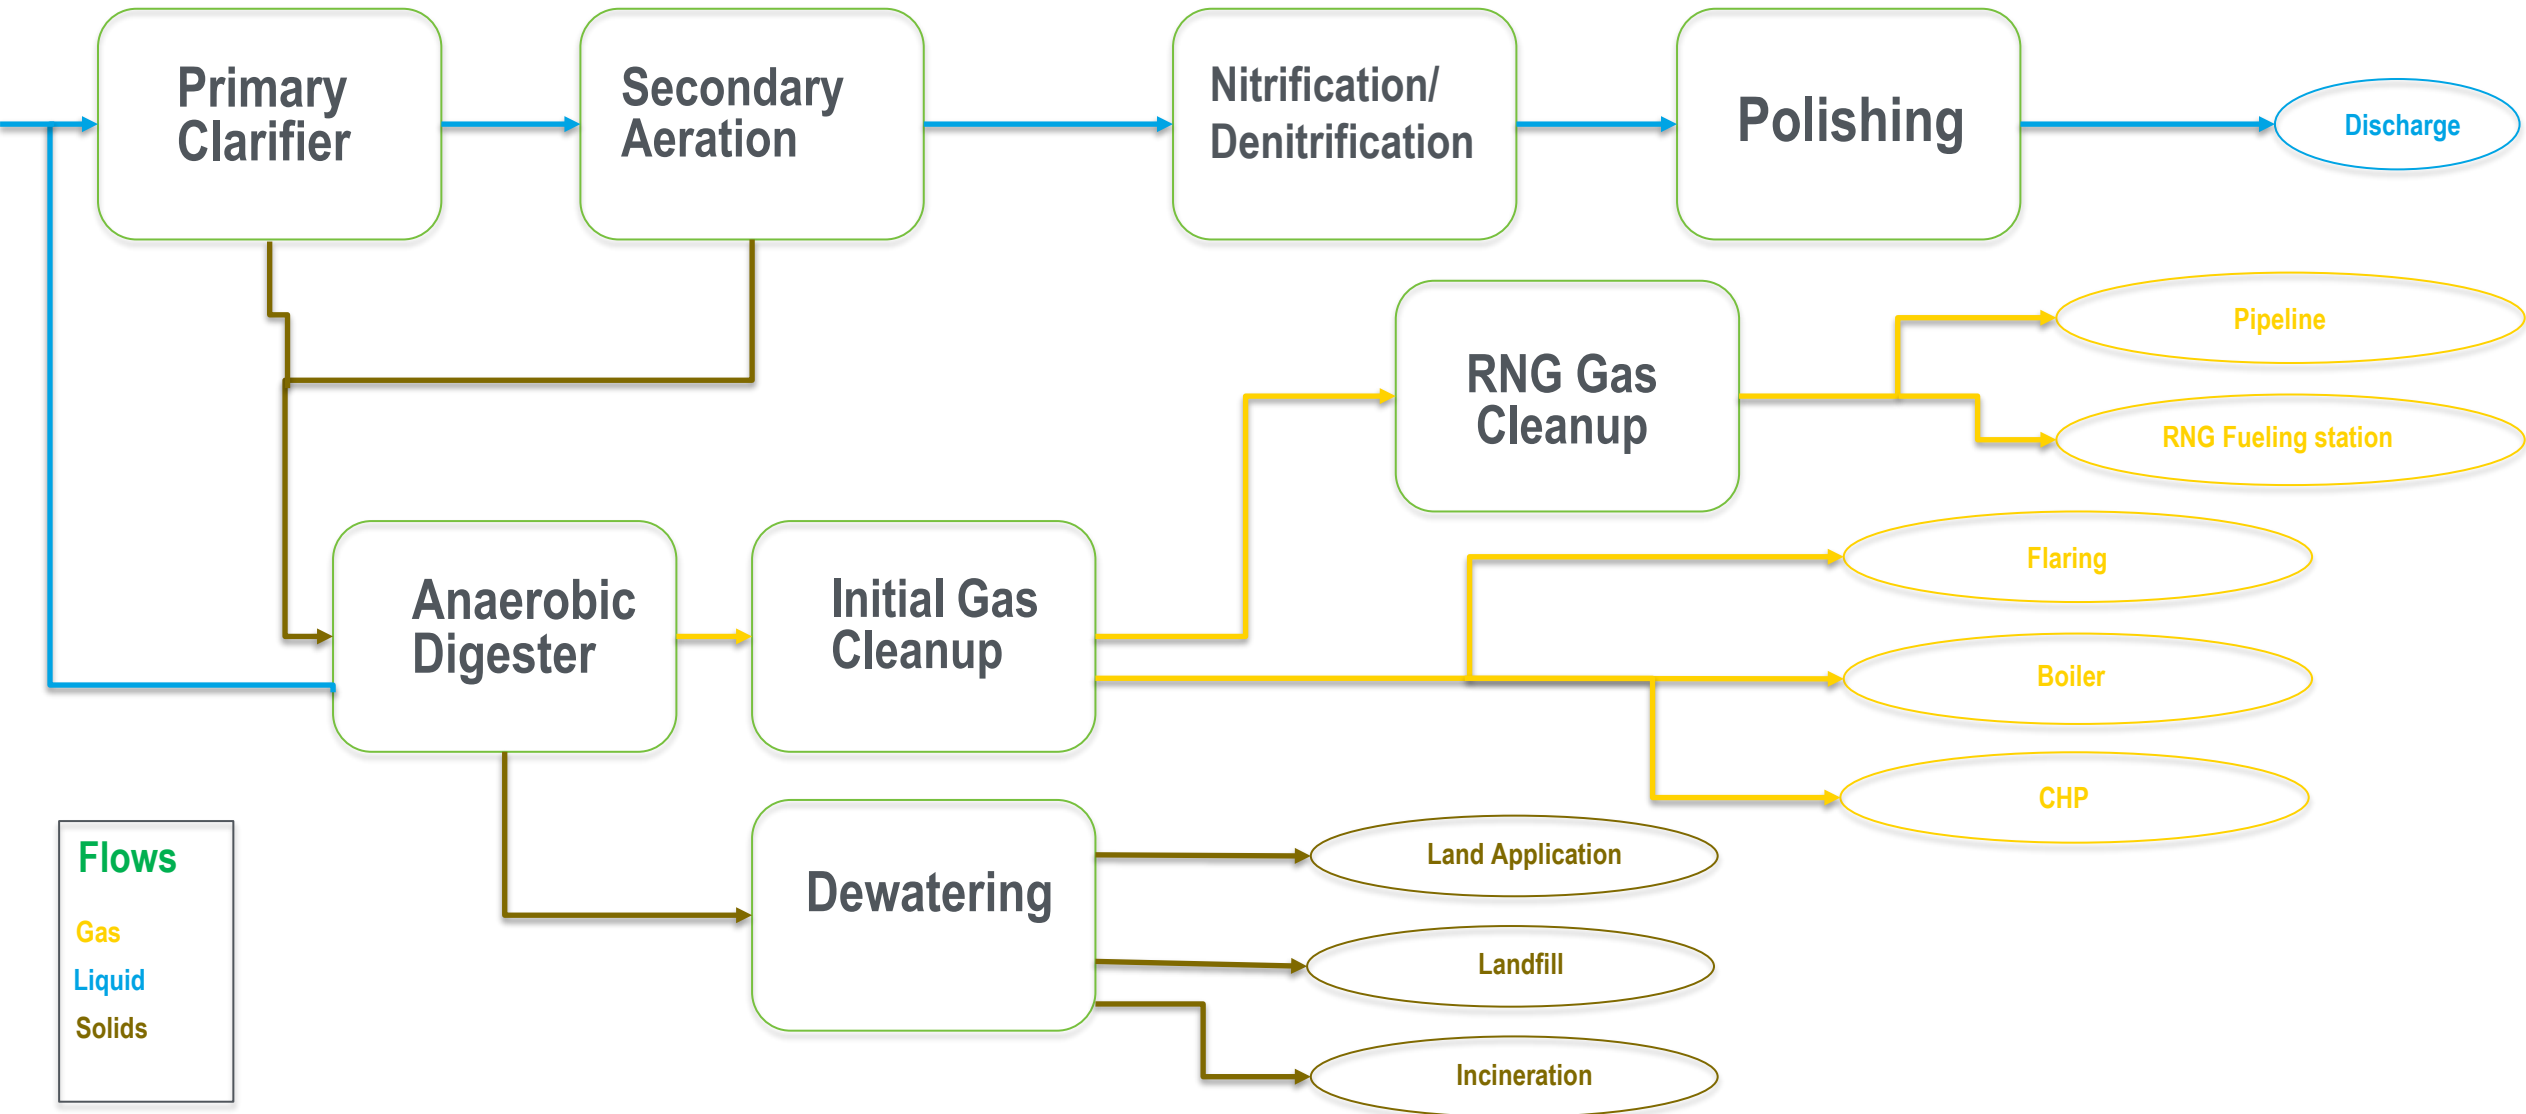 Primary
Clarifier
Secondary
Aeration
Nitrification/
Denitrification
Polishing
Discharge
RNG Gas
Cleanup
Pipeline
RNG Fueling station
Anaerobic
Digester
Initial Gas
Cleanup
Flaring
Boiler
CHP
Flows
Gas
Liquid
Solids
Dewatering
Land Application
Landfill
Incineration